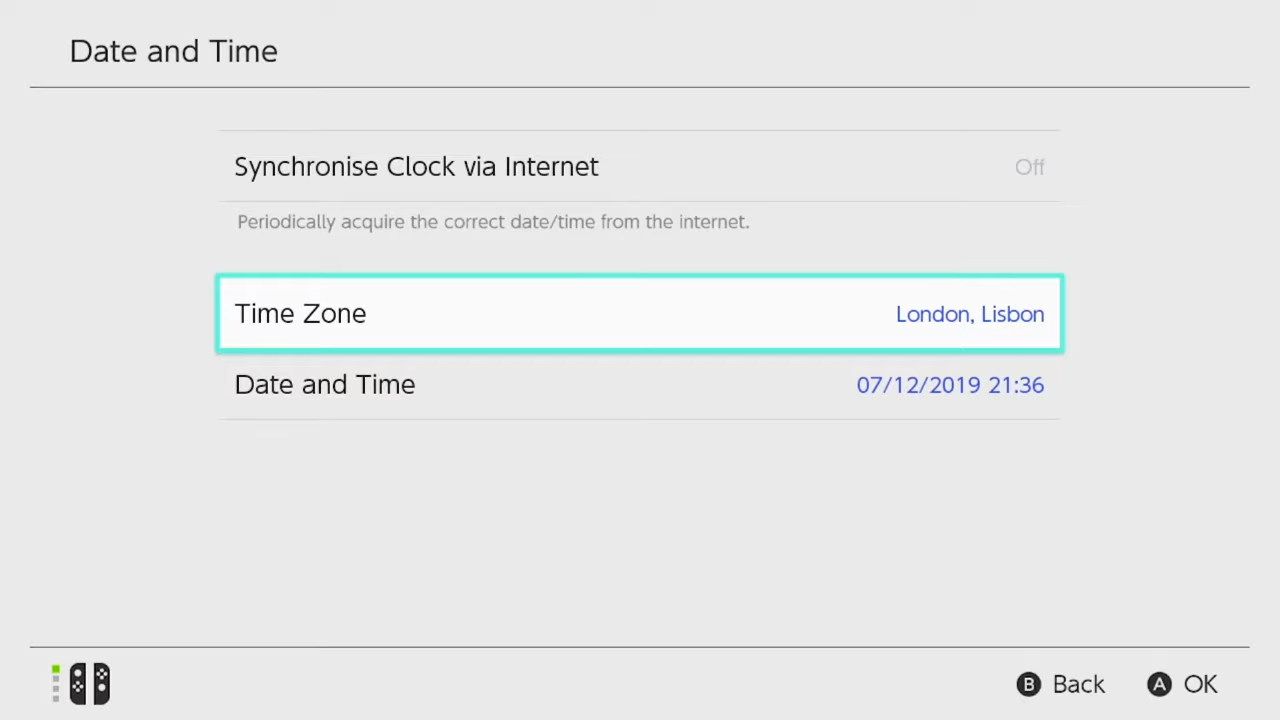 Date and Time
Synchronise Clock via Internet Off
Periodically acquire the correct date/time from the internet.
Time Zone London, Lisbon
Date and Time 07/12/2019 21:36
B Back A OK